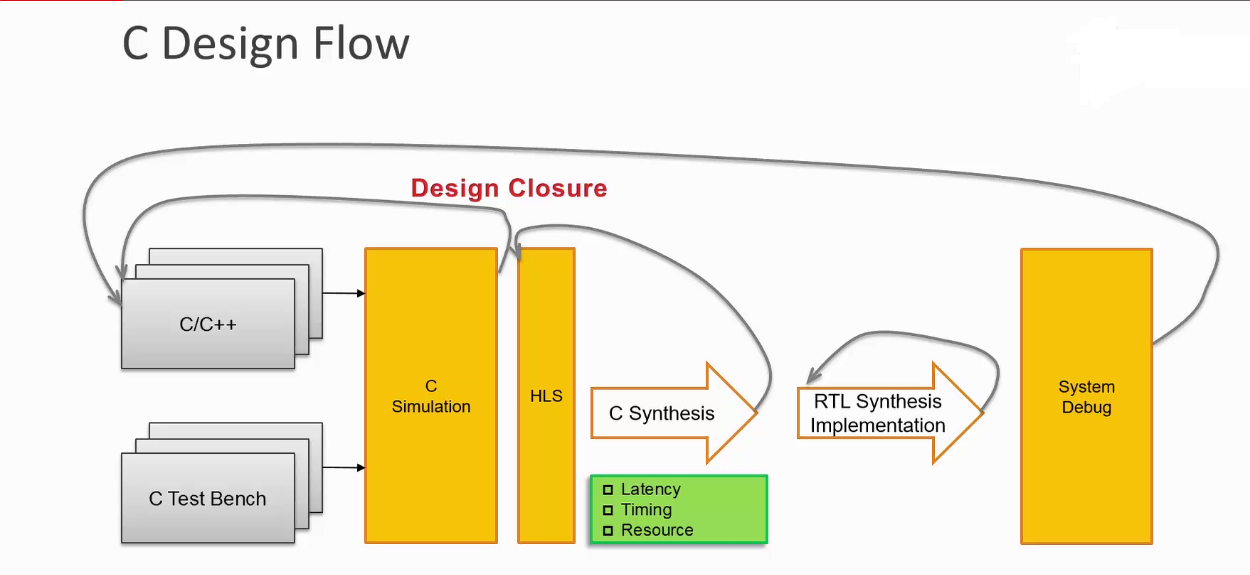 C Design Flow
Design Closure
C/C++
C Test Bench
C
Simulation
HLS
C Synthesis
Latency
Timing
Resource
RTL Synthesis
Implementation
System
Debug